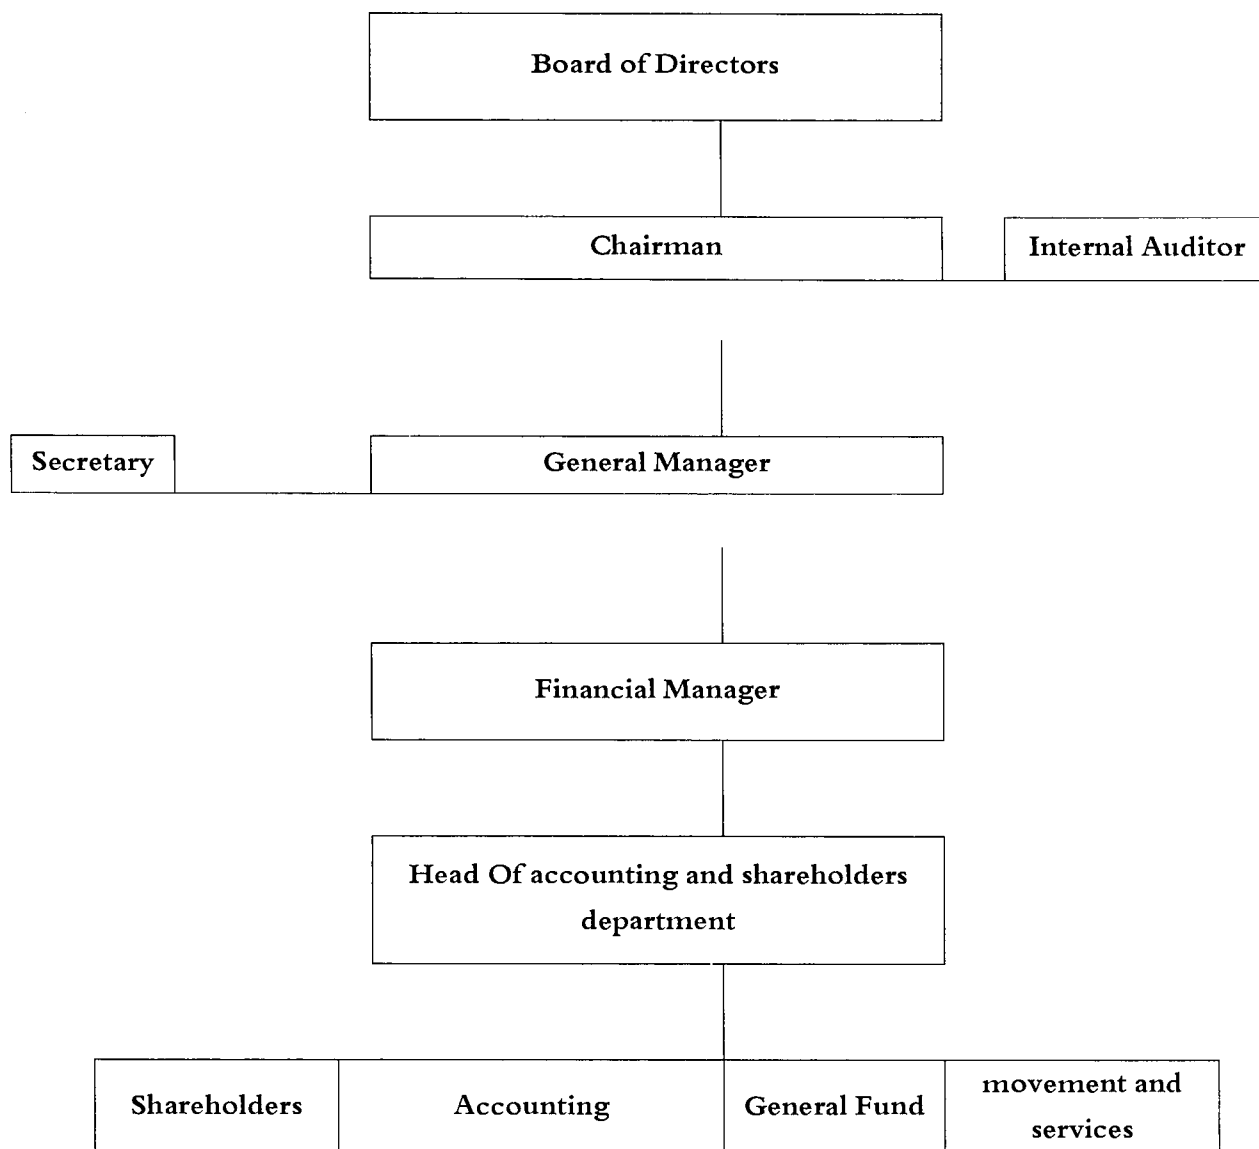 Board of Directors
Chairman
Internal Auditor
Secretary
General Manager
Financial Manager
Head Of accounting and shareholders
department
Shareholders
Accounting
General Fund
movement and
services